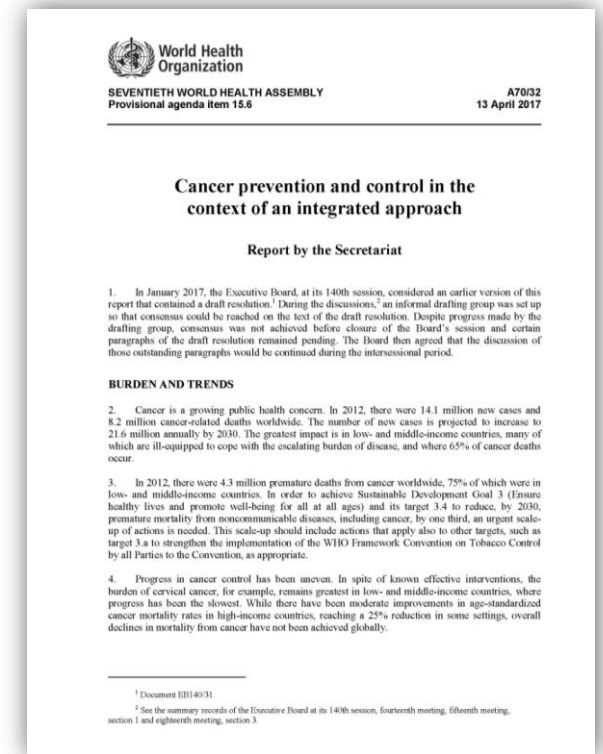 World Health
Organization
SEVENTIETH WORLD HEALTH ASSEMBLY A70/32
Provisional agenda item 15.6 13 April 2017
Cancer prevention and control in the
context of an integrated approach
Report by the Secretariat
1. In January 2017, the Executive Board, at its 140th session, considered an earlier version of this
report that contained a draft resolution.¹ During the discussions,² an informal drafting group was set up
so that consensus could be reached on the text of the draft resolution. Despite progress made by the
drafting group, consensus was not achieved before closure of the Board's session and certain
paragraphs of the draft resolution remained pending. The Board then agreed that the discussion of
those outstanding paragraphs would be continued during the intersessional period.
BURDEN AND TRENDS
2. Cancer is a growing public health concern. In 2012, there were 14.1 million new cases and
8.2 million cancer-related deaths worldwide. The number of new cases is projected to increase to
21.6 million annually by 2030. The greatest impact is in low- and middle-income countries, many of
which are ill-equipped to cope with the escalating burden of disease, and where 65% of cancer deaths
occur.
3. In 2012, there were 4.3 million premature deaths from cancer worldwide, 75% of which were in
low- and middle-income countries. In order to achieve Sustainable Development Goal 3 (Ensure
healthy lives and promote well-being for all at all ages) and its target 3.4 to reduce, by 2030,
premature mortality from noncommunicable diseases, including cancer, by one third, an urgent scale-
up of actions is needed. This scale-up should include actions that apply also to other targets, such as
target 3.a to strengthen the implementation of the WHO Framework Convention on Tobacco Control
by all Parties to the Convention, as appropriate.
4. Progress in cancer control has been uneven. In spite of known effective interventions, the
burden of cervical cancer, for example, remains greatest in low- and middle-income countries, where
progress has been the slowest. While there have been moderate improvements in age-standardized
cancer mortality rates in high-income countries, reaching a 25% reduction in some settings, overall
declines in mortality from cancer have not been achieved globally.
¹ Document EB140/31.
² See the summary records of the Executive Board at its 140th session, fourteenth meeting, fifteenth meeting,
section 1 and eighteenth meeting, section 3.